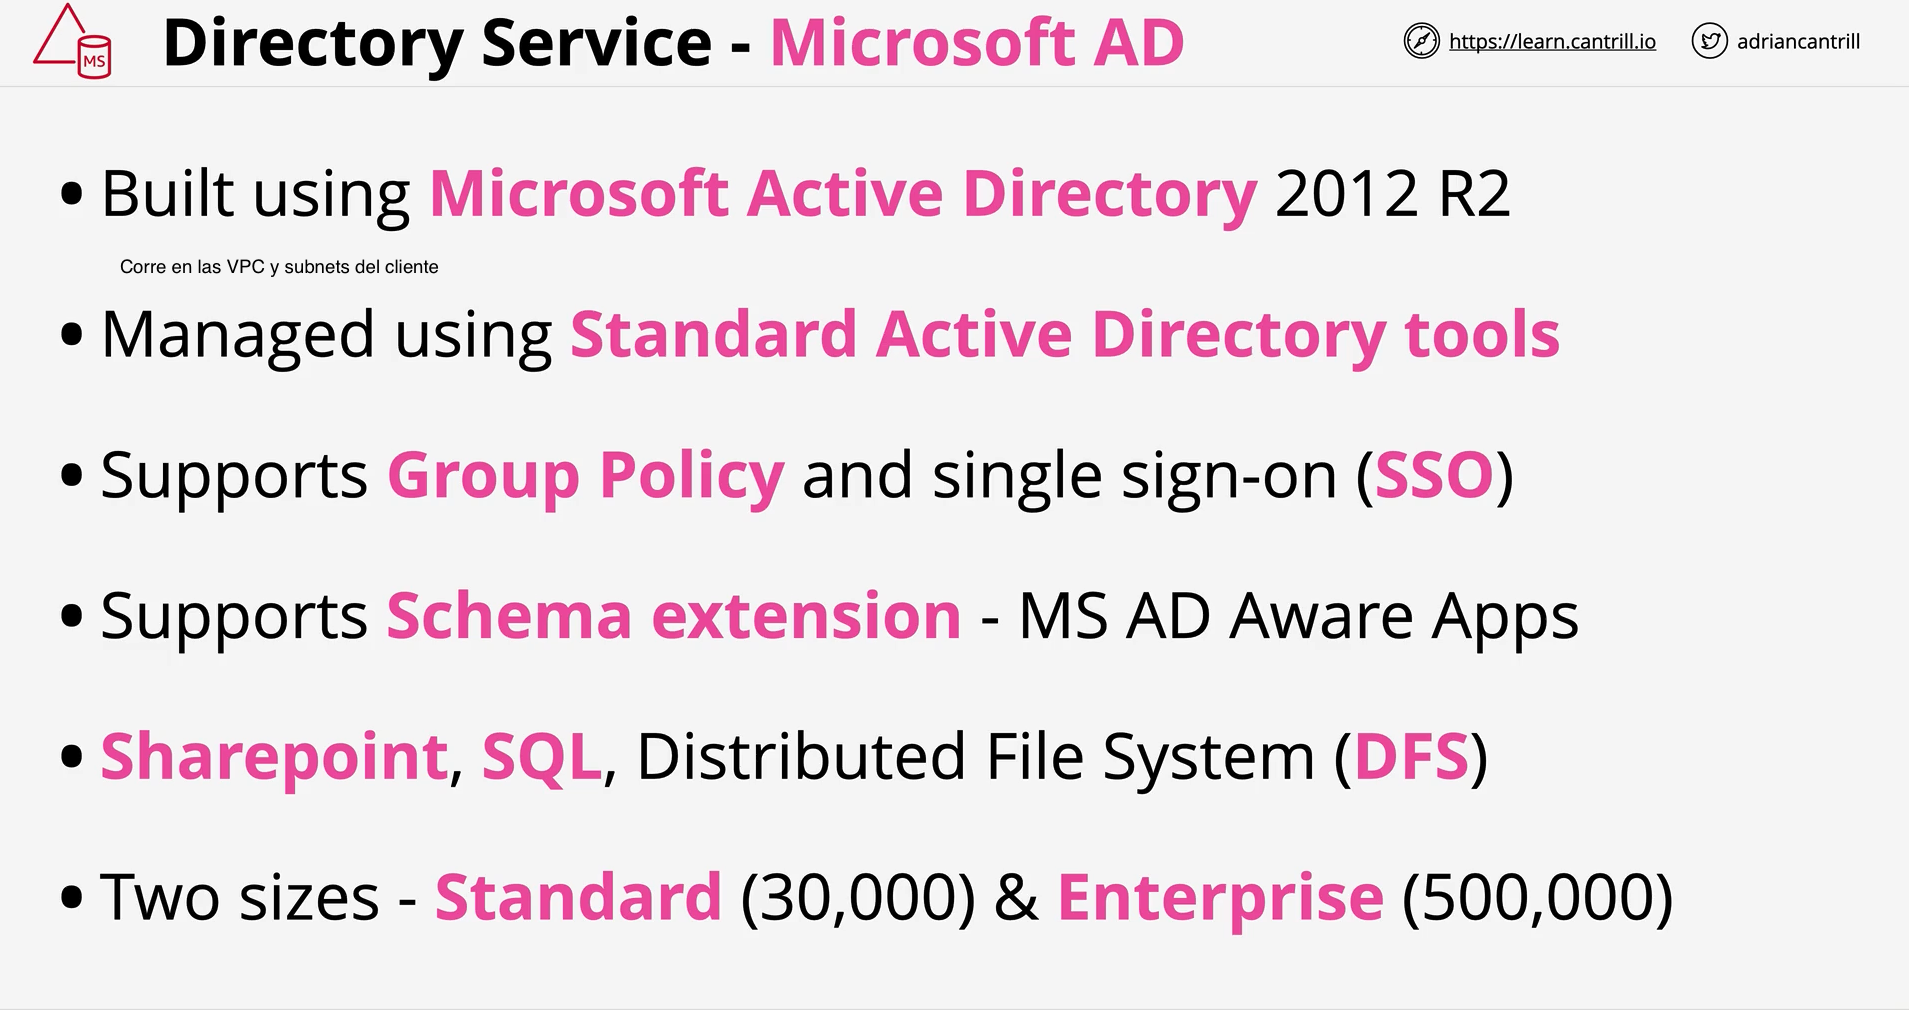 MS
Directory Service - Microsoft AD
https://learn.cantrill.io
adriancantrill
• Built using Microsoft Active Directory 2012 R2
Corre en las VPC y subnets del cliente
• Managed using Standard Active Directory tools
• Supports Group Policy and single sign-on (SSO)
• Supports Schema extension - MS AD Aware Apps
• Sharepoint, SQL, Distributed File System (DFS)
• Two sizes - Standard (30,000) & Enterprise (500,000)